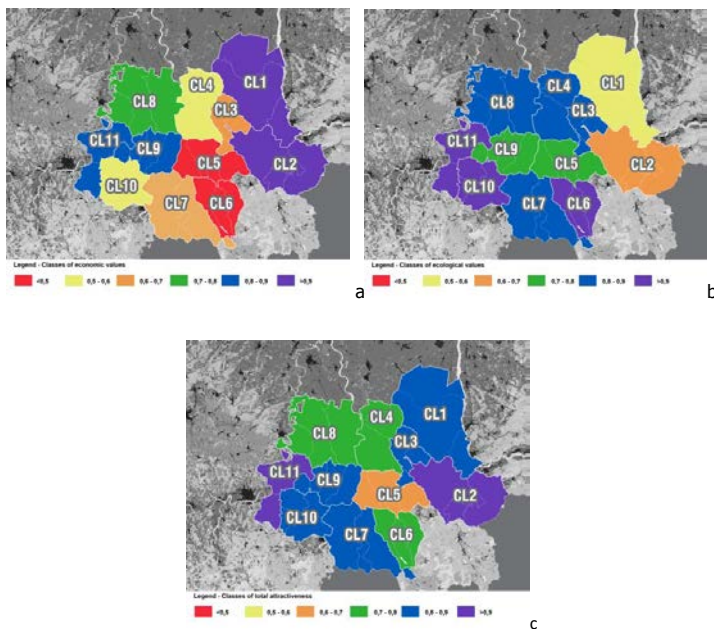 CL1
CL4
CL8
CL3
CL11
CL9
CL5
CL2
CL10
CL7
CL6
Legend - Classes of economic values
<0,5 0,5 - 0,6 0,6 - 0,7 0,7 - 0,8 0,8 - 0,9 >0,9
a
CL4
CL1
CL8
CL3
CL11
CL9
CL5
CL2
CL10
CL7
CL6
Legend - Classes of ecological values
<0,5 0,5 - 0,6 0,6 - 0,7 0,7 - 0,8 0,8 - 0,9 >0,9
b
CL4
CL1
CL8
CL3
CL11
CL9
CL5
CL2
CL10
CL7
CL6
Legend - Classes of total attractiveness
<0,5 0,5 - 0,6 0,6 - 0,7 0,7 - 0,8 0,8 - 0,9 >0,9
c